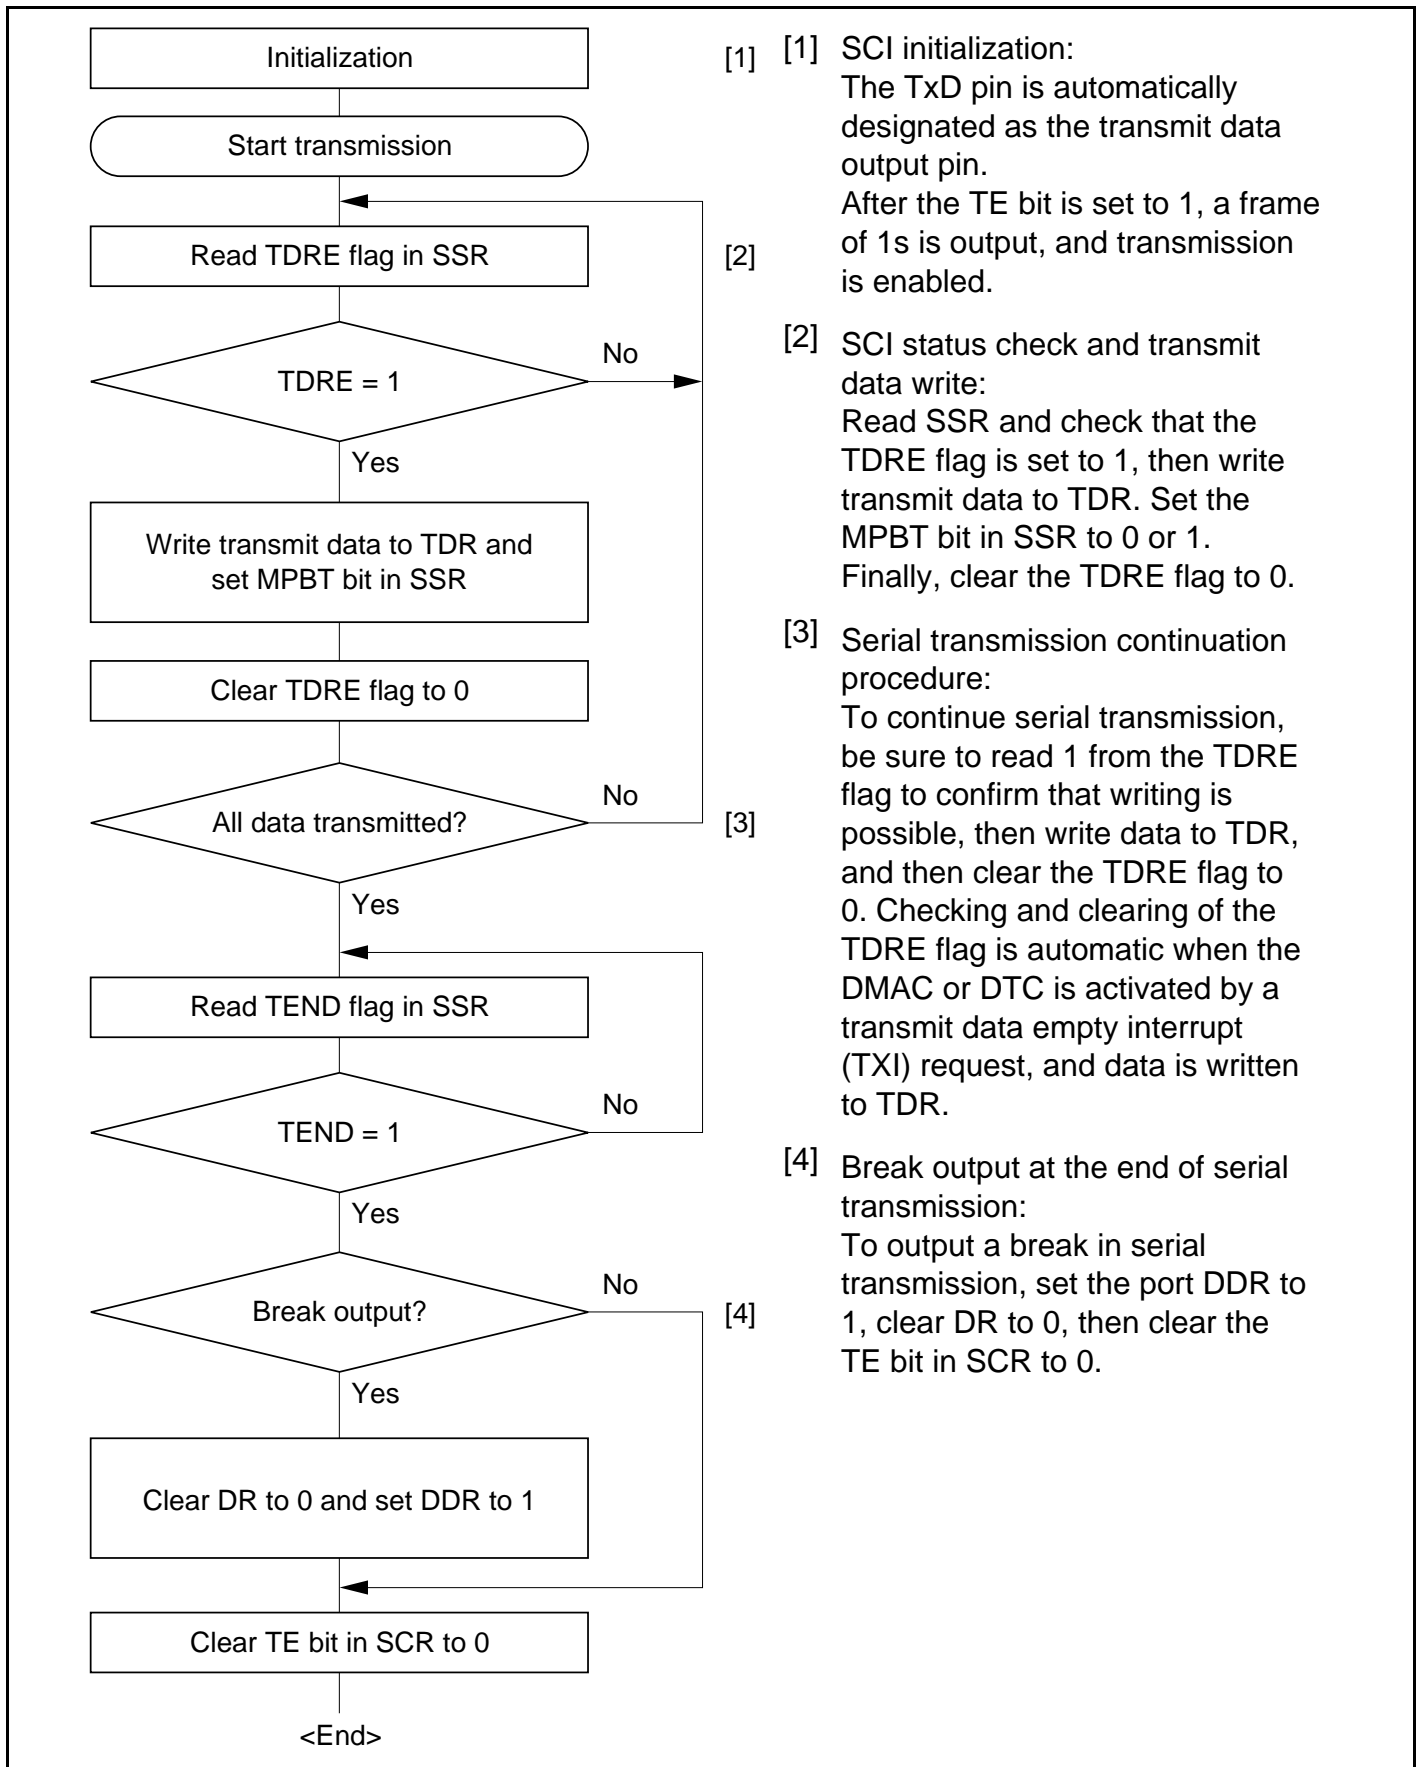 Initialization
[1]
Start transmission
Read TDRE flag in SSR
[2]
No
TDRE = 1
Yes
Write transmit data to TDR and
set MPBT bit in SSR
Clear TDRE flag to 0
No
All data transmitted?
[3]
Yes
Read TEND flag in SSR
No
TEND = 1
Yes
No
Break output?
[4]
Yes
Clear DR to 0 and set DDR to 1
Clear TE bit in SCR to 0
<End>
[1] SCI initialization:
The TxD pin is automatically
designated as the transmit data
output pin.
After the TE bit is set to 1, a frame
of 1s is output, and transmission
is enabled.
[2] SCI status check and transmit
data write:
Read SSR and check that the
TDRE flag is set to 1, then write
transmit data to TDR. Set the
MPBT bit in SSR to 0 or 1.
Finally, clear the TDRE flag to 0.
[3] Serial transmission continuation
procedure:
To continue serial transmission,
be sure to read 1 from the TDRE
flag to confirm that writing is
possible, then write data to TDR,
and then clear the TDRE flag to
0. Checking and clearing of the
TDRE flag is automatic when the
DMAC or DTC is activated by a
transmit data empty interrupt
(TXI) request, and data is written
to TDR.
[4] Break output at the end of serial
transmission:
To output a break in serial
transmission, set the port DDR to
1, clear DR to 0, then clear the
TE bit in SCR to 0.